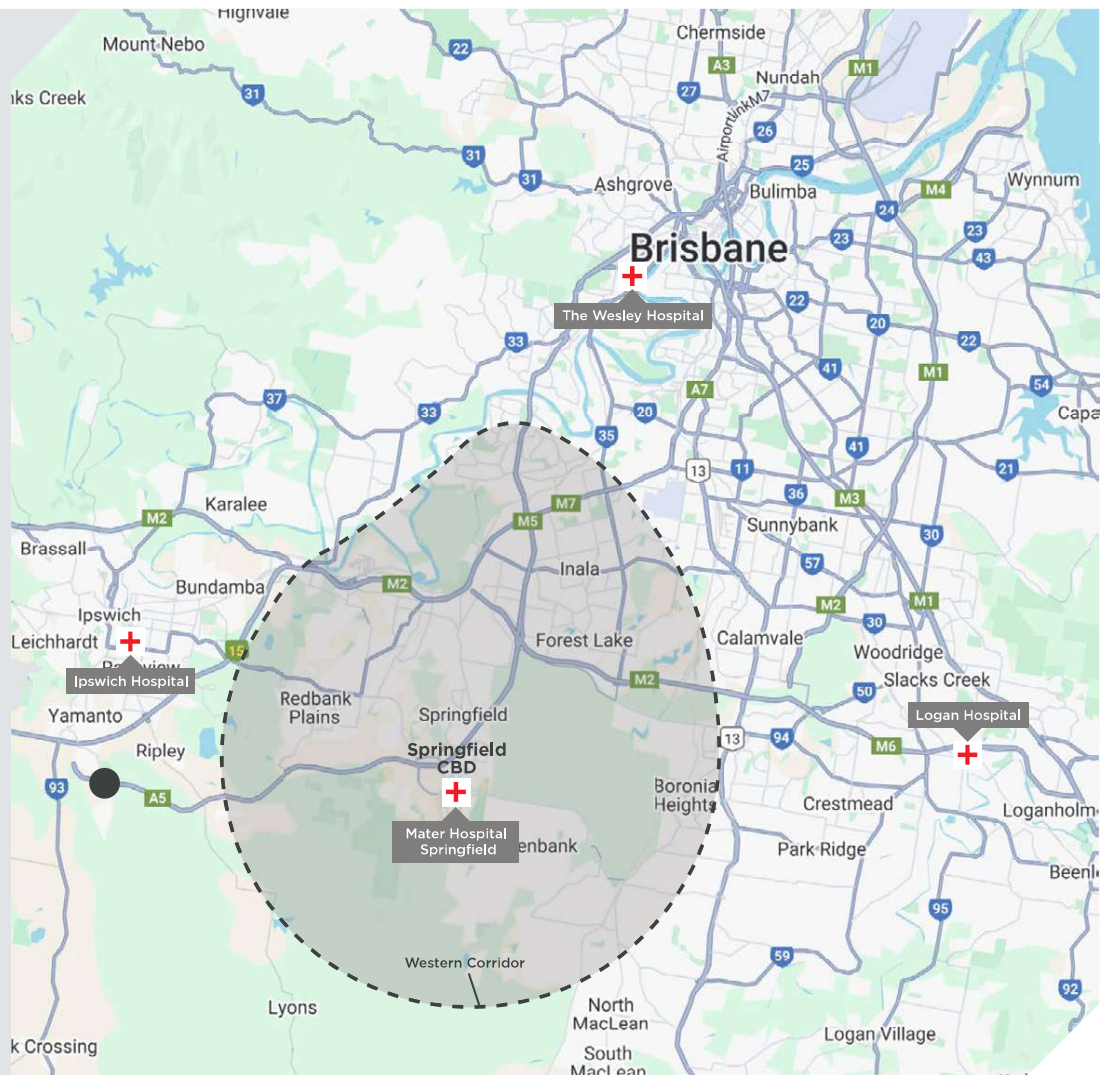 Highvale
Mount Nebo
22
Chermside
A3
M1
Nundah
31
27
nks Creek
AirportlinkM7
26
31
31
25
Ashgrove
Bulimba
M4
Wynnum
24
23
23
43
Brisbane
The Wesley Hospital
22
20
22
33
M1
41
54
37
33
A7
20
Capa
35
41
13
11
21
36
M3
M7
M5
Karalee
M2
Sunnybank
30
Brassall
Inala
57
Bundamba
M2
M2
M1
Ipswich
30
Leichhardt
Forest Lake
Calamvale
Woodridge
15
Ipswich Hospital
M2
50
Slacks Creek
Redbank
Plains
Yamanto
Springfield
Logan Hospital
Ripley
Springfield
CBD
13
94
M6
93
A5
Boronia
Heights
Crestmead
Loganholm
Mater Hospital
Springfield
enbank
Park Ridge
Beenl
95
59
Western Corridor
92
Lyons
North
MacLean
Logan Village
k Crossing
South
MacLean